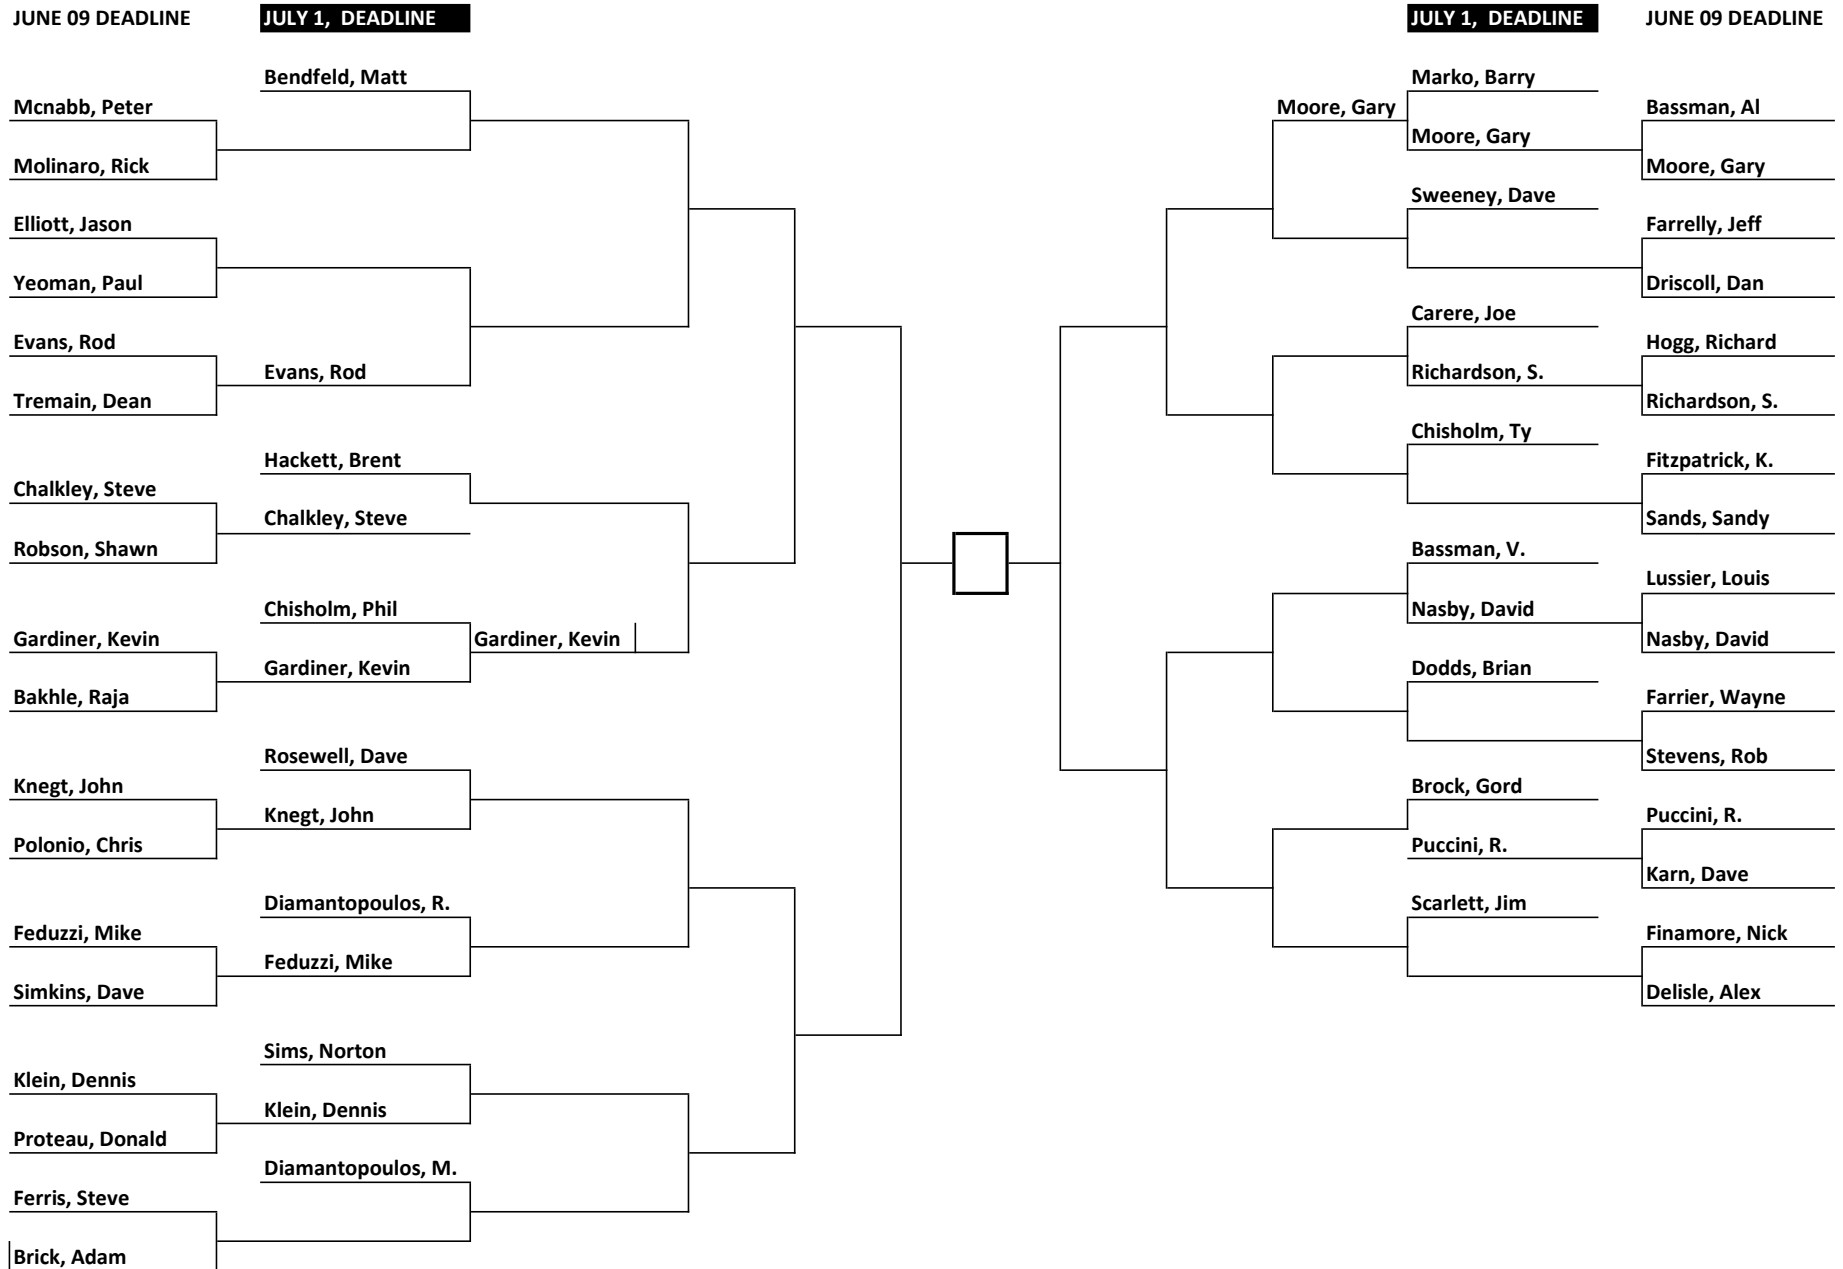 JUNE 09 DEADLINE
JULY 1, DEADLINE
JULY 1, DEADLINE
JUNE 09 DEADLINE
Bendfeld, Matt
Mcnabb, Peter
Molinaro, Rick
Elliott, Jason
Yeoman, Paul
Evans, Rod
Evans, Rod
Tremain, Dean
Hackett, Brent
Chalkley, Steve
Chalkley, Steve
Robson, Shawn
Chisholm, Phil
Gardiner, Kevin
Gardiner, Kevin
Gardiner, Kevin
Bakhle, Raja
Rosewell, Dave
Knegt, John
Knegt, John
Polonio, Chris
Diamantopoulos, R.
Feduzzi, Mike
Feduzzi, Mike
Simkins, Dave
Sims, Norton
Klein, Dennis
Klein, Dennis
Proteau, Donald
Diamantopoulos, M.
Ferris, Steve
Brick, Adam
Marko, Barry
Moore, Gary
Bassman, Al
Moore, Gary
Moore, Gary
Sweeney, Dave
Farrelly, Jeff
Driscoll, Dan
Carere, Joe
Hogg, Richard
Richardson, S.
Richardson, S.
Chisholm, Ty
Fitzpatrick, K.
Sands, Sandy
Bassman, V.
Lussier, Louis
Nasby, David
Nasby, David
Dodds, Brian
Farrier, Wayne
Stevens, Rob
Brock, Gord
Puccini, R.
Puccini, R.
Karn, Dave
Scarlett, Jim
Finamore, Nick
Delisle, Alex